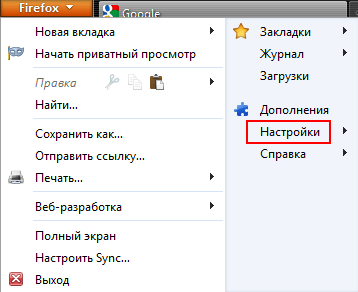 Firefox
Google
Новая вкладка
Начать приватный просмотр
Правка
Найти...
Сохранить как...
Отправить ссылку...
Печать...
Веб-разработка
Полный экран
Настроить Sync...
Выход
Закладки
Журнал
Загрузки
Дополнения
Настройки
Справка